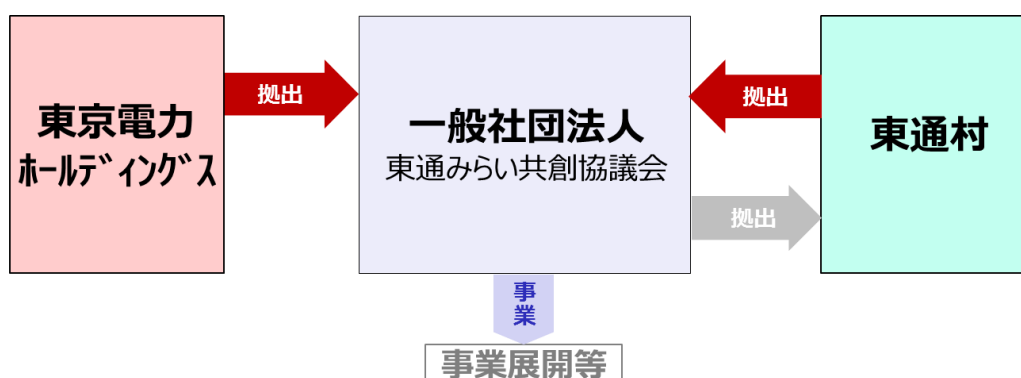 東京電力
ﾎｰﾙﾃﾞｨﾝｸﾞｽ
拠出
一般社団法人
東通みらい共創協議会
拠出
東通村
拠出
事業
事業展開等